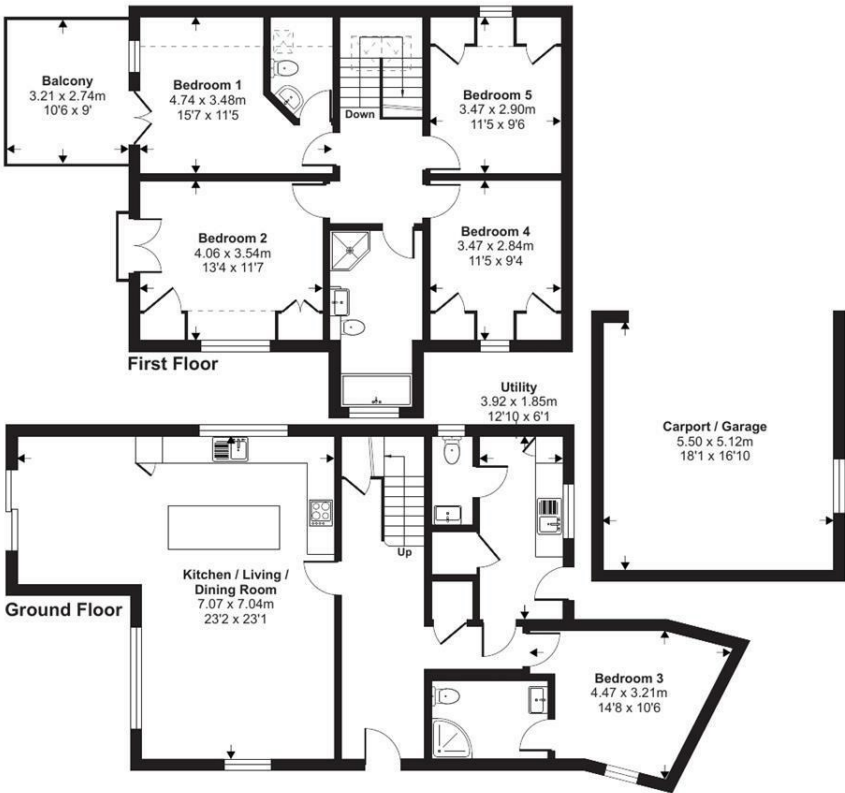 Balcony
3.21 x 2.74m
10'6 x 9'
Bedroom 1
4.74 x 3.48m
15'7 x 11'5
Down
Bedroom 5
3.47 x 2.90m
11'5 x 9'6
Bedroom 2
4.06 x 3.54m
13'4 x 11'7
Bedroom 4
3.47 x 2.84m
11'5 x 9'4
First Floor
Utility
3.92 x 1.85m
12'10 x 6'1
Carport / Garage
5.50 x 5.12m
18'1 x 16'10
Up
Kitchen / Living /
Dining Room
7.07 x 7.04m
23'2 x 23'1
Ground Floor
Bedroom 3
4.47 x 3.21m
14'8 x 10'6